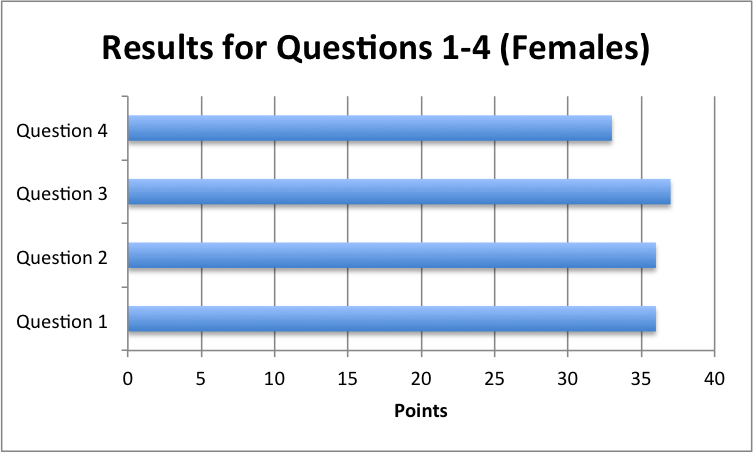 Results for Questions 1-4 (Females)
Question 4
Question 3
Question 2
Question 1
0 5 10 15 20 25 30 35 40
Points